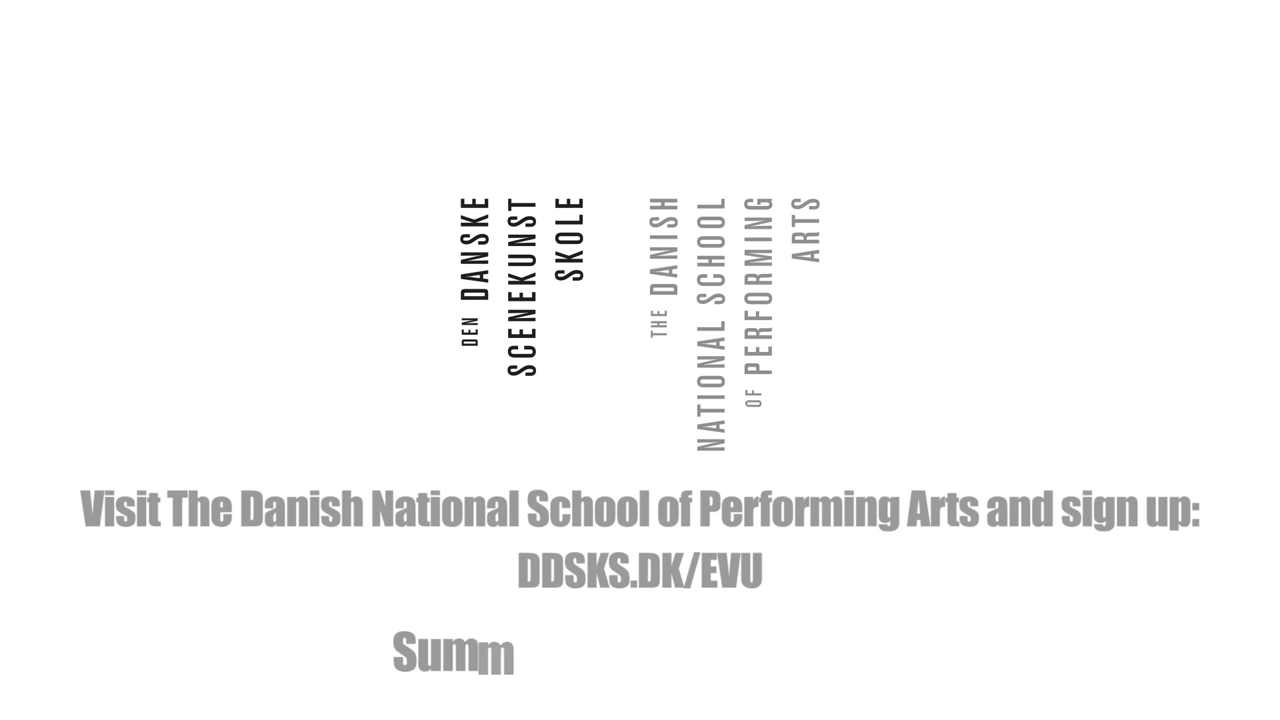 DEN DANSKE
SCENEKUNST
SKOLE
THE DANISH
NATIONAL SCHOOL
OF PERFORMING
ARTS
Visit The Danish National School of Performing Arts and sign up:
DDSKS.DK/EVU
Summ